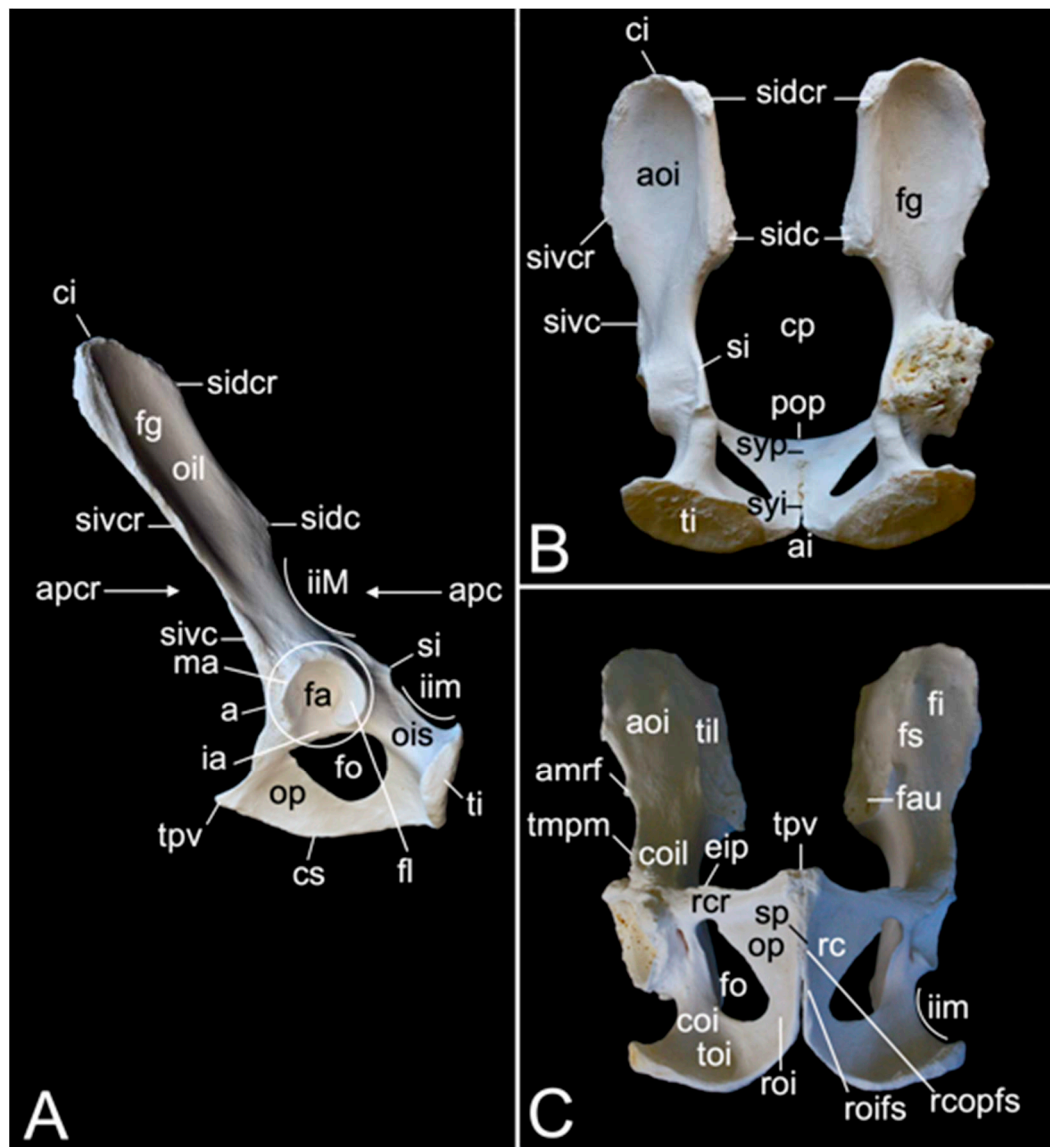 ci
sidcr
fg
oil
sivcr
sidc
apcr
iiM
apc
sivc
si
ma
iim
a
fa
ois
ia
fo
op
ti
tpv
cs
fl
A
ci
sidcr
aoi
fg
sidc
sivcr
sivc
cp
si
pop
syp
syi
ti
ai
B
aoi
til
fi
fs
amrf
fau
tmpm
tpv
coil
eip
rcr
sp
op
rc
fo
iim
coi
toi
roi
roifs
rcopfs
C